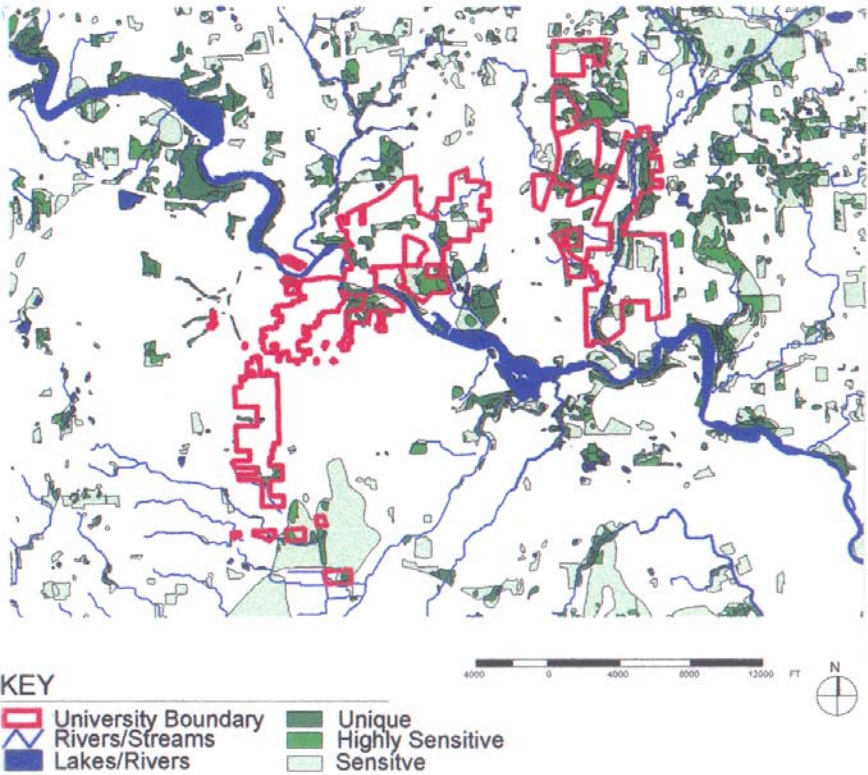 4000 0 4000 8000 12000 FT
N
KEY
University Boundary
Rivers/Streams
Lakes/Rivers
Unique
Highly Sensitive
Sensitve